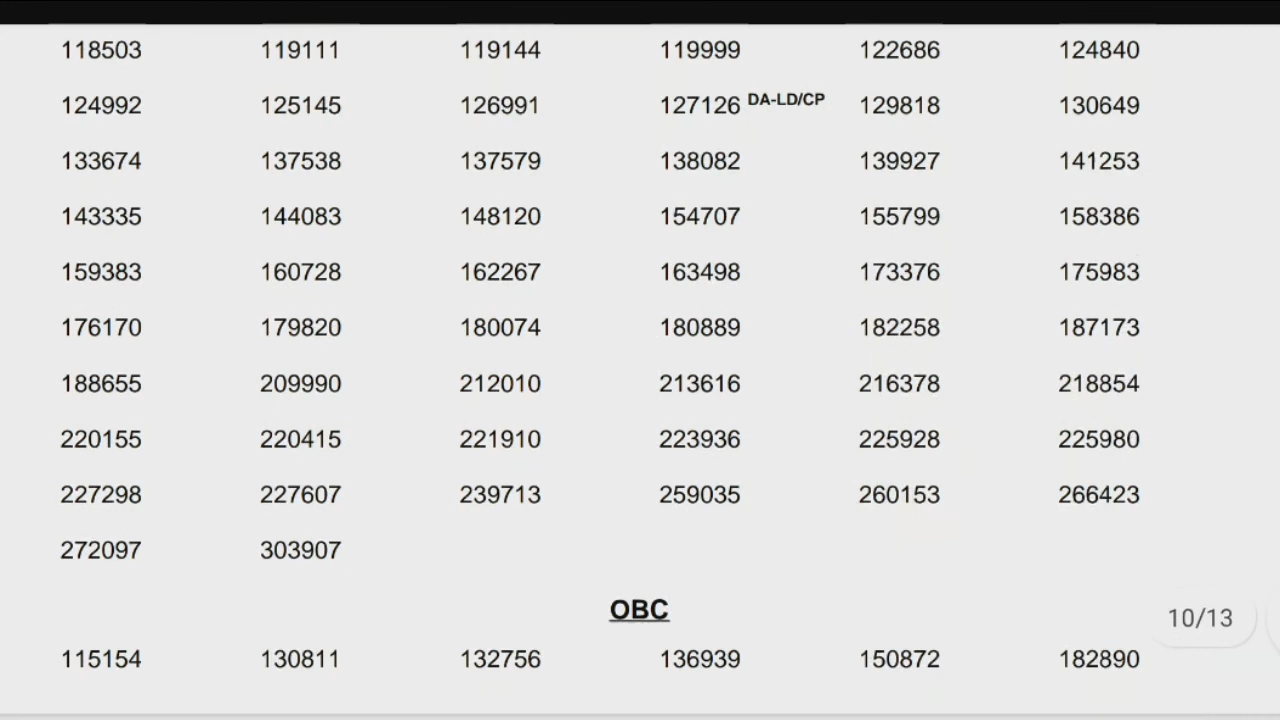 118503 119111 119144 119999 122686 124840
124992 125145 126991 127126 DA-LD/CP 129818 130649
133674 137538 137579 138082 139927 141253
143335 144083 148120 154707 155799 158386
159383 160728 162267 163498 173376 175983
176170 179820 180074 180889 182258 187173
188655 209990 212010 213616 216378 218854
220155 220415 221910 223936 225928 225980
227298 227607 239713 259035 260153 266423
272097 303907
OBC
10/13
115154 130811 132756 136939 150872 182890